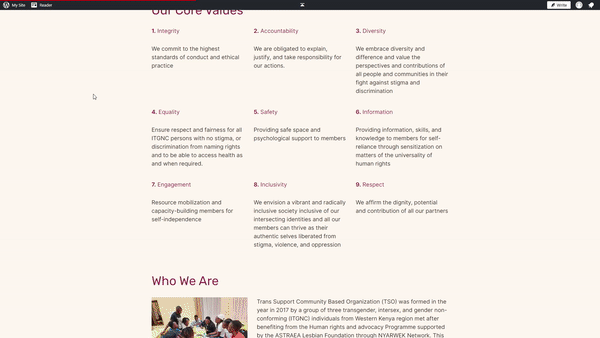 My Site
Reader
Write
Our Core Values
1. Integrity
We commit to the highest
standards of conduct and ethical
practice
2. Accountability
We are obligated to explain,
justify, and take responsibility for
our actions.
3. Diversity
We embrace diversity and
difference and value the
perspectives and contributions of
all people and communities in their
fight against stigma and
discrimination
4. Equality
Ensure respect and fairness for all
ITGNC persons with no stigma, or
discrimination from naming rights
and to be able to access health as
and when required.
5. Safety
Providing safe space and
psychological support to members
6. Information
Providing information, skills, and
knowledge to members for self-
reliance through sensitization on
matters of the universality of
human rights
7. Engagement
Resource mobilization and
capacity-building members for
self-independence
8. Inclusivity
We envision a vibrant and radically
inclusive society inclusive of our
intersecting identities and all our
members can thrive as their
authentic selves liberated from
stigma, violence, and oppression
9. Respect
We affirm the dignity, potential
and contribution of all our partners
Who We Are
Trans Support Community Based Organization (TSO) was formed in the
year in 2017 by a group of three transgender, intersex, and gender non-
conforming (ITGNC) individuals from Western Kenya region met after
benefiting from the Human rights and advocacy Programme supported
by the ASTRAEA Lesbian Foundation through NYARWEK Network. This